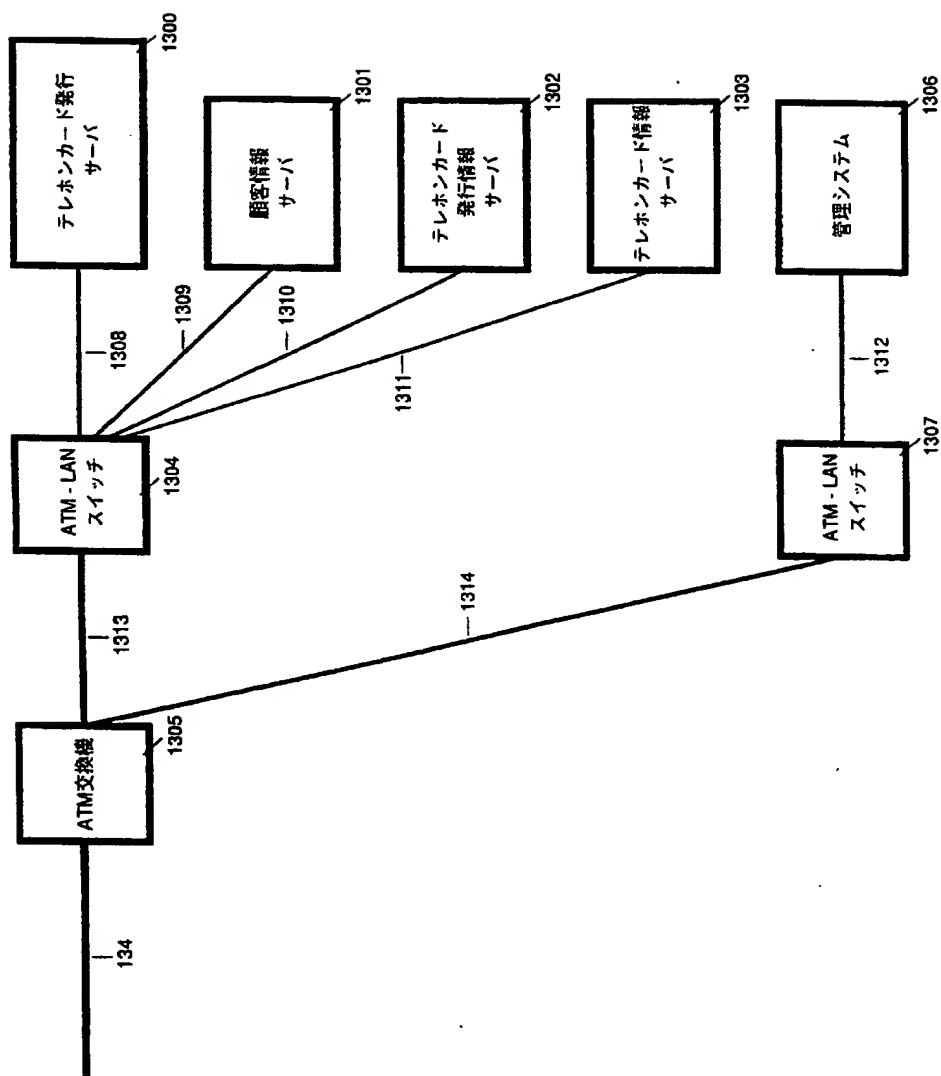 テレホンカード発行
サーバ
1300
顧客情報
サーバ
1301
テレホンカード
発行情報
サーバ
1302
テレホンカード情報
サーバ
1303
管理システム
1306
1308
1309
1310
1311
1312
ATM - LAN
スイッチ
1304
ATM - LAN
スイッチ
1307
1313
1314
ATM交換機
1305
134